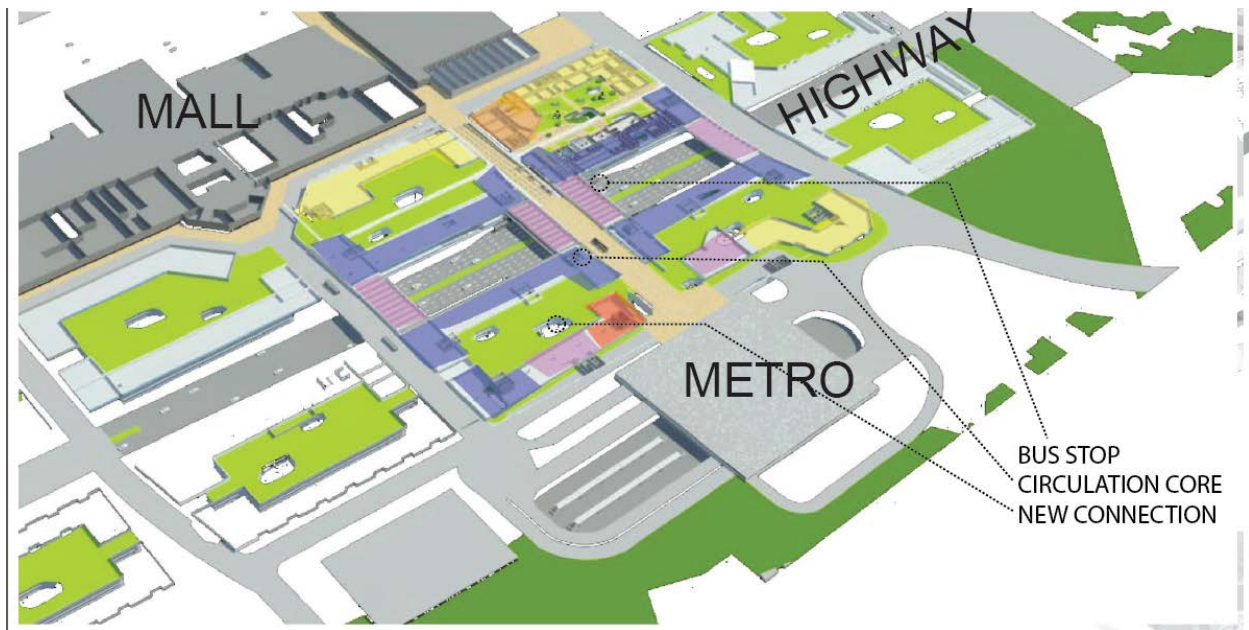 MALL
HIGHWAY
METRO
BUS STOP
CIRCULATION CORE
NEW CONNECTION